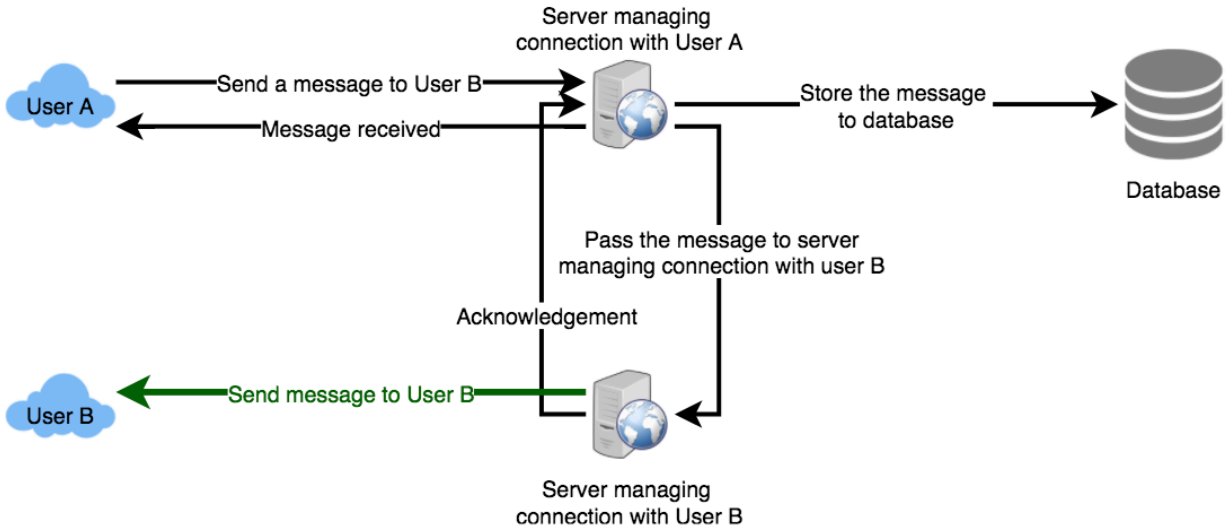 Server managing
connection with User A
User A
Send a message to User B
Message received
Store the message
to database
Database
Pass the message to server
managing connection with user B
Acknowledgement
User B
Send message to User B
Server managing
connection with User B